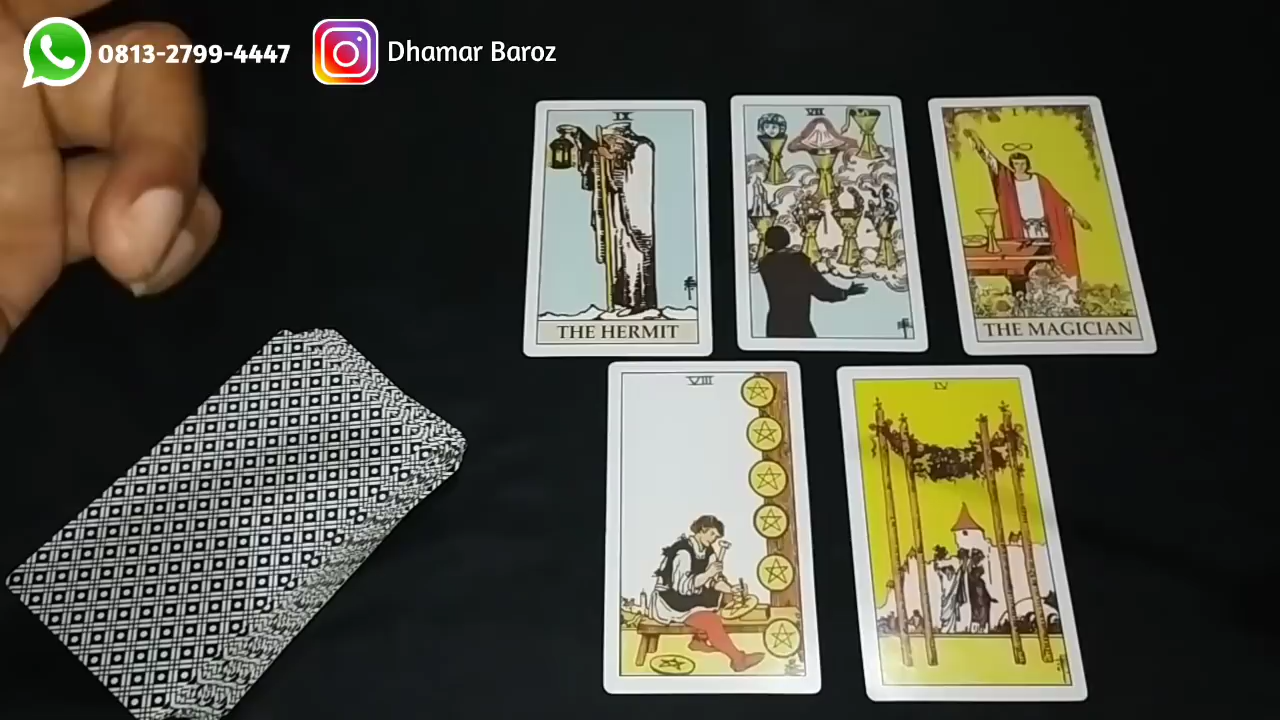 0813-2799-4447
Dhamar Baroz
IX
THE HERMIT
VII
I
THE MAGICIAN
VIII
IV